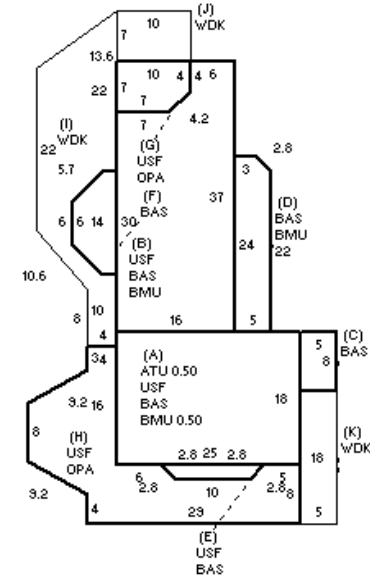 10
(J)
WDK
7
13.6
10
4
4
6
22
7
7
7
4.2
(I)
WDK
22
(G)
USF
OPA
2.8
5.7
3
(F)
BAS
37
(D)
BAS
BMU
22
6
6
14
30
(B)
USF
BAS
BMU
24
10.6
10
8
16
5
4
(C)
BAS
5
8
34
(A)
ATU 0.50
USF
BAS
BMU 0.50
9.2
16
18
8
(H)
USF
OPA
(K)
WDK
18
2.8
25
2.8
6
2.8
5
2.8
8
9.2
10
4
29
5
(E)
USF
BAS